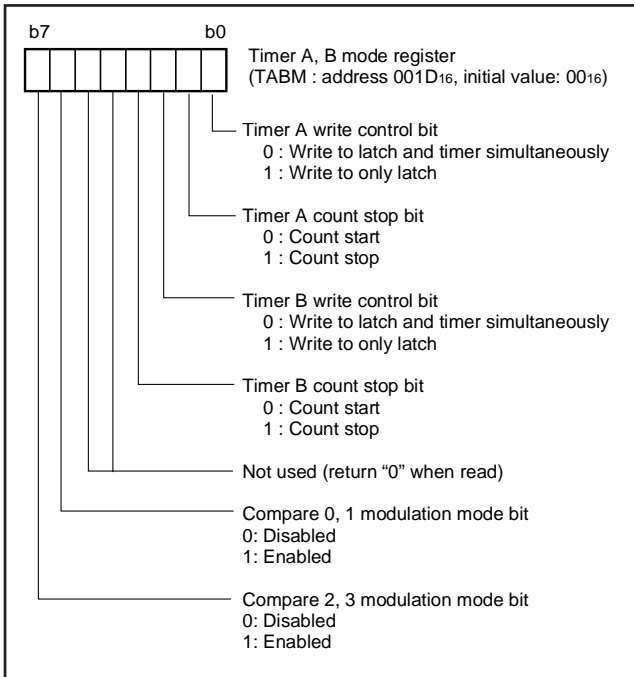 b7 b0
Timer A, B mode register
(TABM : address 001D16, initial value: 0016)
Timer A write control bit
0 : Write to latch and timer simultaneously
1 : Write to only latch
Timer A count stop bit
0 : Count start
1 : Count stop
Timer B write control bit
0 : Write to latch and timer simultaneously
1 : Write to only latch
Timer B count stop bit
0 : Count start
1 : Count stop
Not used (return “0” when read)
Compare 0, 1 modulation mode bit
0: Disabled
1: Enabled
Compare 2, 3 modulation mode bit
0: Disabled
1: Enabled